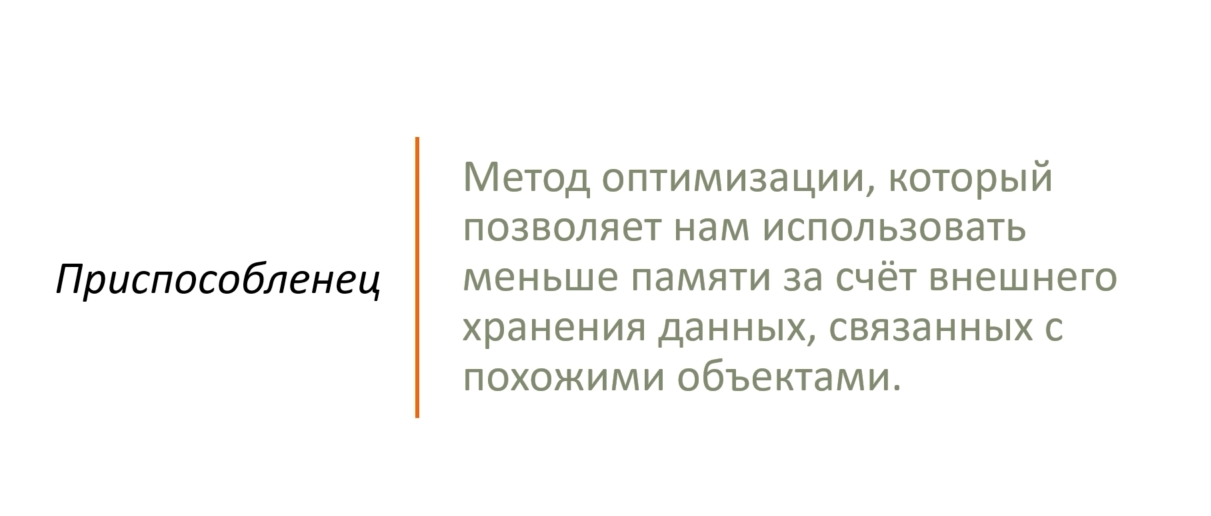 Приспособленец
Метод оптимизации, который
позволяет нам использовать
меньше памяти за счёт внешнего
хранения данных, связанных с
похожими объектами.